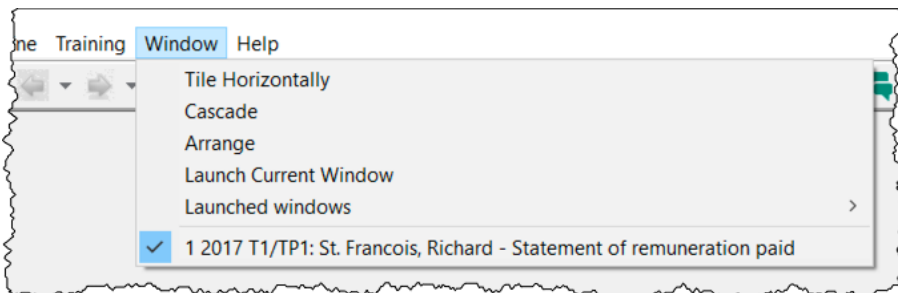 ne Training Window Help
Tile Horizontally
Cascade
Arrange
Launch Current Window
Launched windows
1 2017 T1/TP1: St. Francois, Richard - Statement of remuneration paid